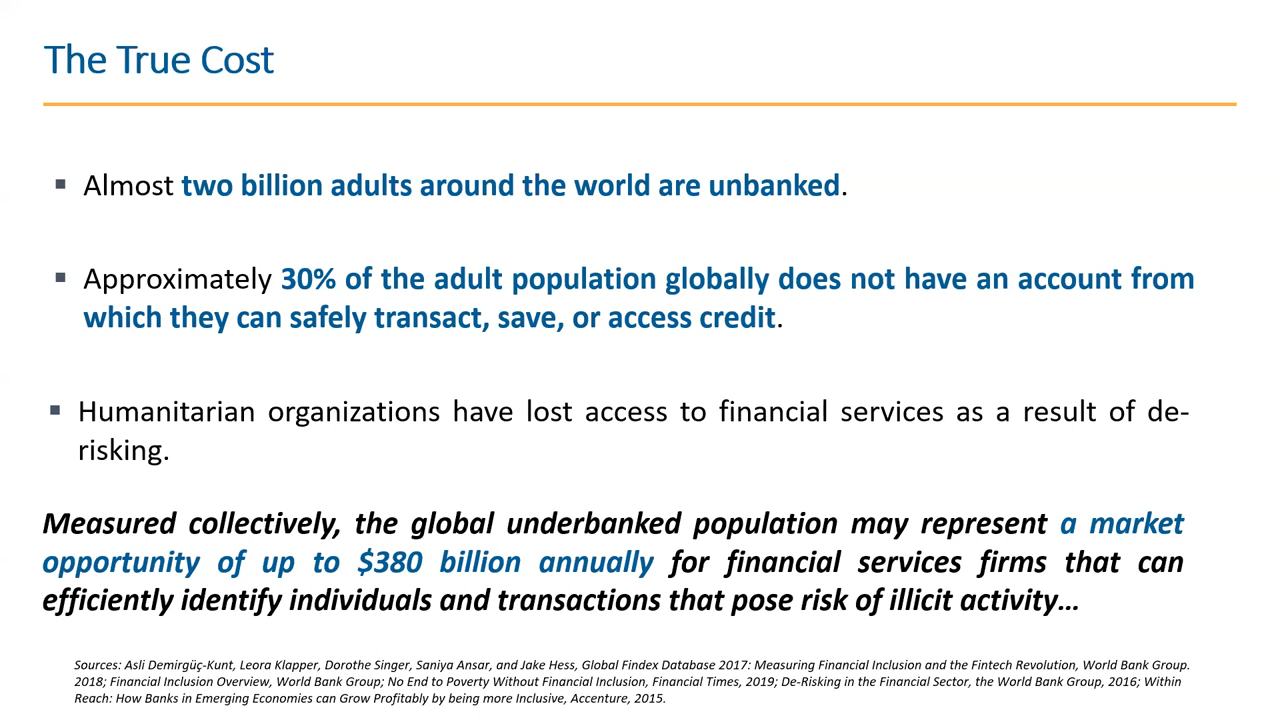 The True Cost
▪ Almost two billion adults around the world are unbanked.
▪ Approximately 30% of the adult population globally does not have an account from
which they can safely transact, save, or access credit.
▪ Humanitarian organizations have lost access to financial services as a result of de-
risking.
Measured collectively, the global underbanked population may represent a market
opportunity of up to $380 billion annually for financial services firms that can
efficiently identify individuals and transactions that pose risk of illicit activity…
Sources: Asli Demirgüç-Kunt, Leora Klapper, Dorothe Singer, Saniya Ansar, and Jake Hess, Global Findex Database 2017: Measuring Financial Inclusion and the Fintech Revolution, World Bank Group.
2018; Financial Inclusion Overview, World Bank Group; No End to Poverty Without Financial Inclusion, Financial Times, 2019; De-Risking in the Financial Sector, the World Bank Group, 2016; Within
Reach: How Banks in Emerging Economies can Grow Profitably by being more Inclusive, Accenture, 2015.